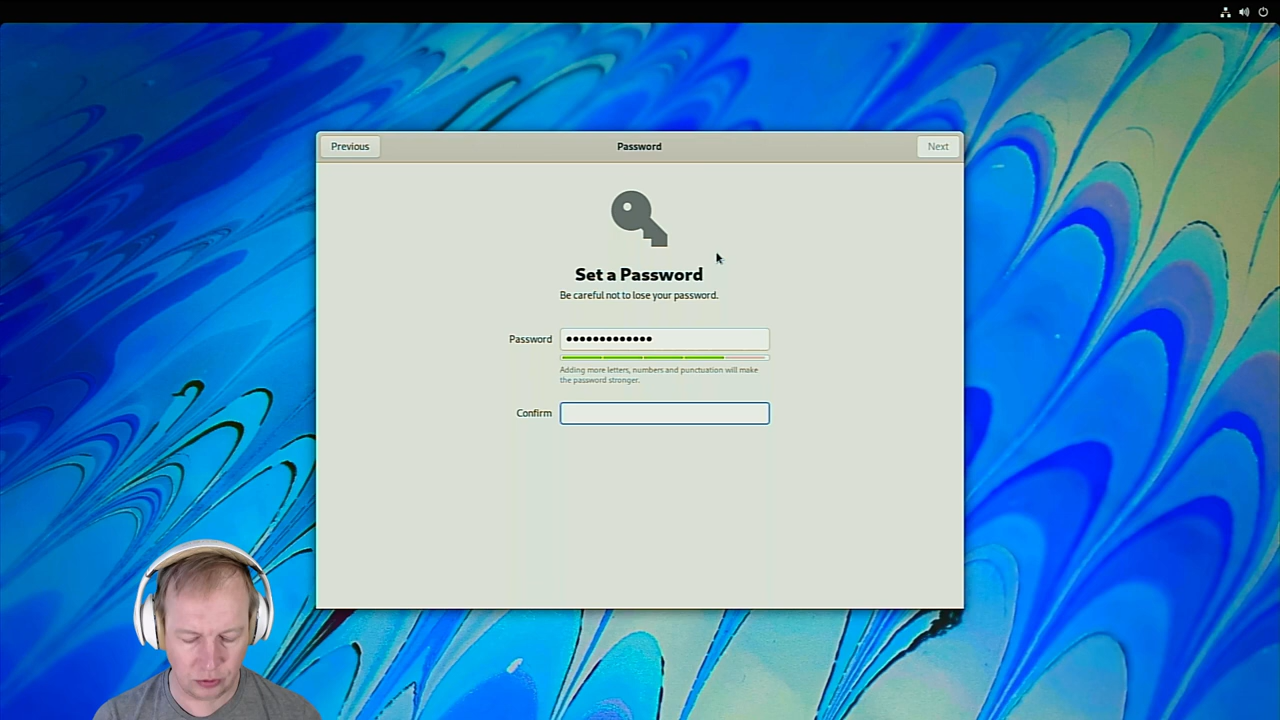 Previous
Password
Next
Set a Password
Be careful not to lose your password.
Password
●●●●●●●●●●●●●
Adding more letters, numbers and punctuation will make
the password stronger.
Confirm